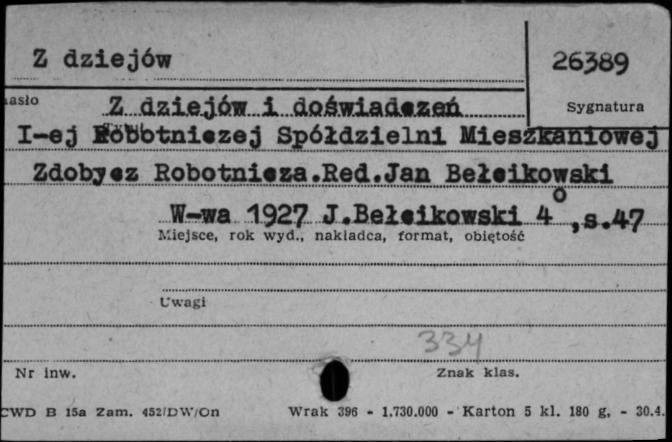 Z dziejów
26389
asło
Z dziejów i doświadczeń
Sygnatura
I-ej Robotniczej Spółdzielni Mieszkaniowej
Zdobycz Robotnicza.Red.Jan Bełcikowski
W-wa 1927 J.Bełcikowski 4o,s.47
Miejsce, rok wyd., nakładca, format, objętość
Uwagi
334
Nr inw.
Znak klas.
CWD B 15a Zam. 452/DW/On Wrak 396 - 1.730.000 - Karton 5 kl. 180 g. - 30.4.